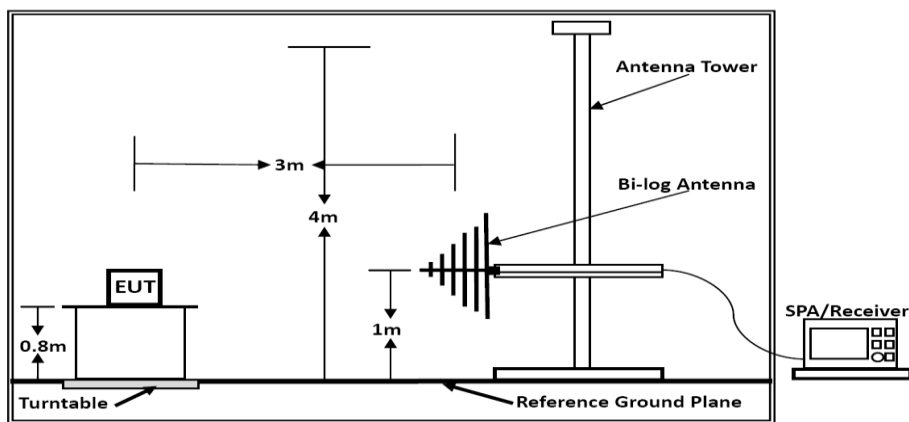 Antenna Tower
3m
Bi-log Antenna
4m
EUT
SPA/Receiver
1m
0.8m
Turntable
Reference Ground Plane